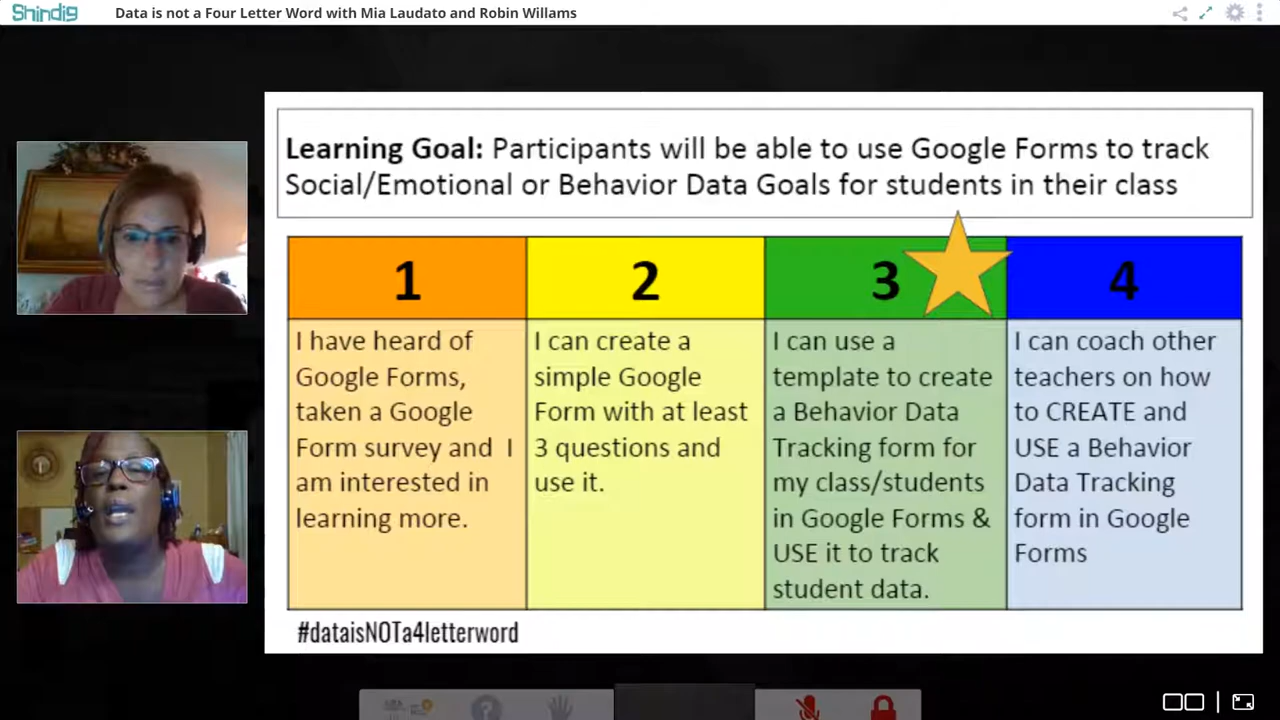 Shindig
Data is not a Four Letter Word with Mia Laudato and Robin Willams
Learning Goal: Participants will be able to use Google Forms to track
Social/Emotional or Behavior Data Goals for students in their class
1
2
3
4
I have heard of
Google Forms,
taken a Google
Form survey and I
am interested in
learning more.
I can create a
simple Google
Form with at least
3 questions and
use it.
I can use a
template to create
a Behavior Data
Tracking form for
my class/students
in Google Forms &
USE it to track
student data.
I can coach other
teachers on how
to CREATE and
USE a Behavior
Data Tracking
form in Google
Forms
#dataisNOTa4letterword